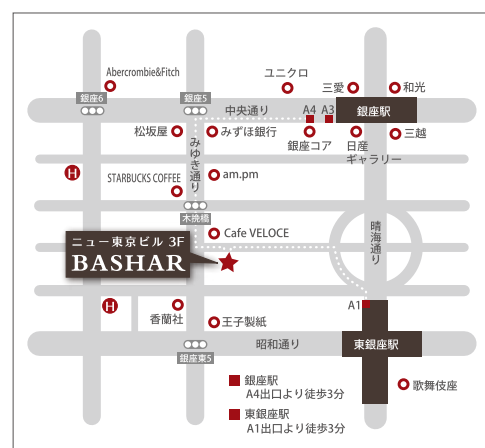 Abercrombie&Fitch
銀座6
銀座5
ユニクロ
三愛
和光
中央通り
A4
A3
銀座駅
松坂屋
みずほ銀行
銀座コア
日産
ギャラリー
三越
みゆき通り
H
STARBUCKS COFFEE
am.pm
木挽橋
Cafe VELOCE
晴海通り
ニュー東京ビル 3F
BASHAR
H
香蘭社
王子製紙
A1
昭和通り
東銀座駅
銀座東5
銀座駅
A4出口より徒歩3分
歌舞伎座
東銀座駅
A1出口より徒歩3分